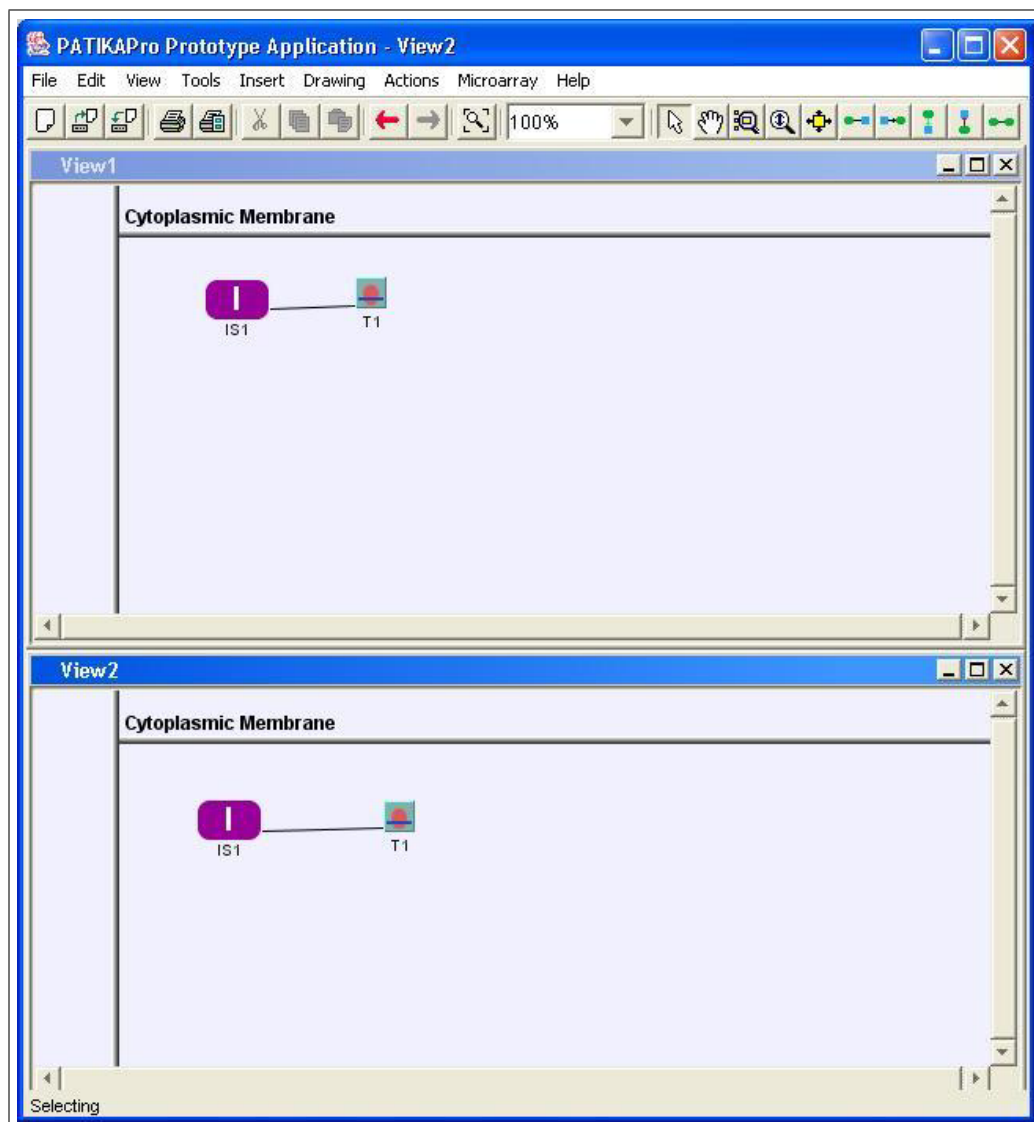 PATIKAPro Prototype Application - View2
File Edit View Tools Insert Drawing Actions Microarray Help
100%
View1
Cytoplasmic Membrane
I
IS1
T1
View2
Cytoplasmic Membrane
I
IS1
T1
Selecting